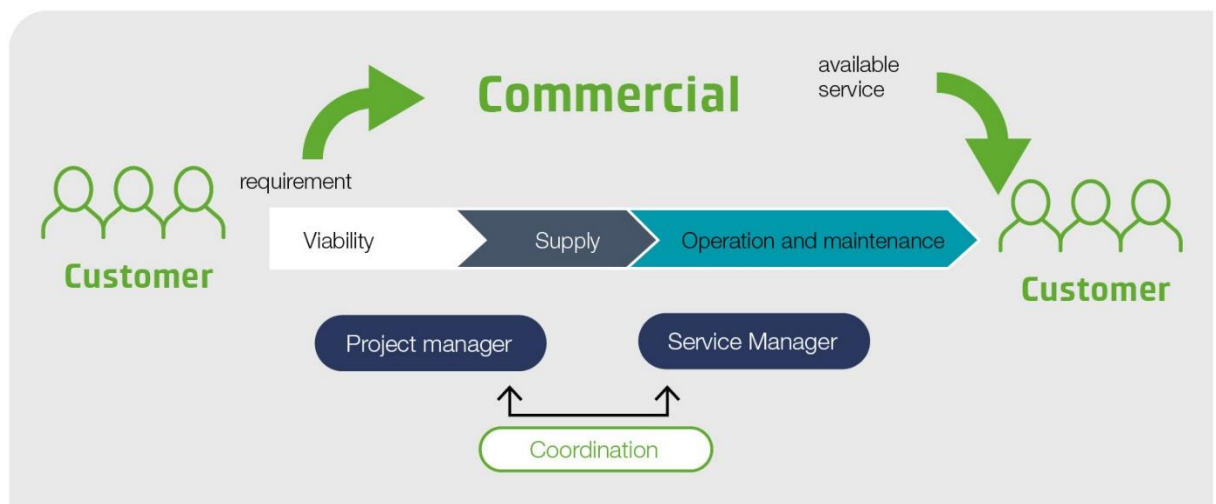 Commercial
available
service
requirement
Customer
Viability
Supply
Operation and maintenance
Customer
Project manager
Service Manager
Coordination